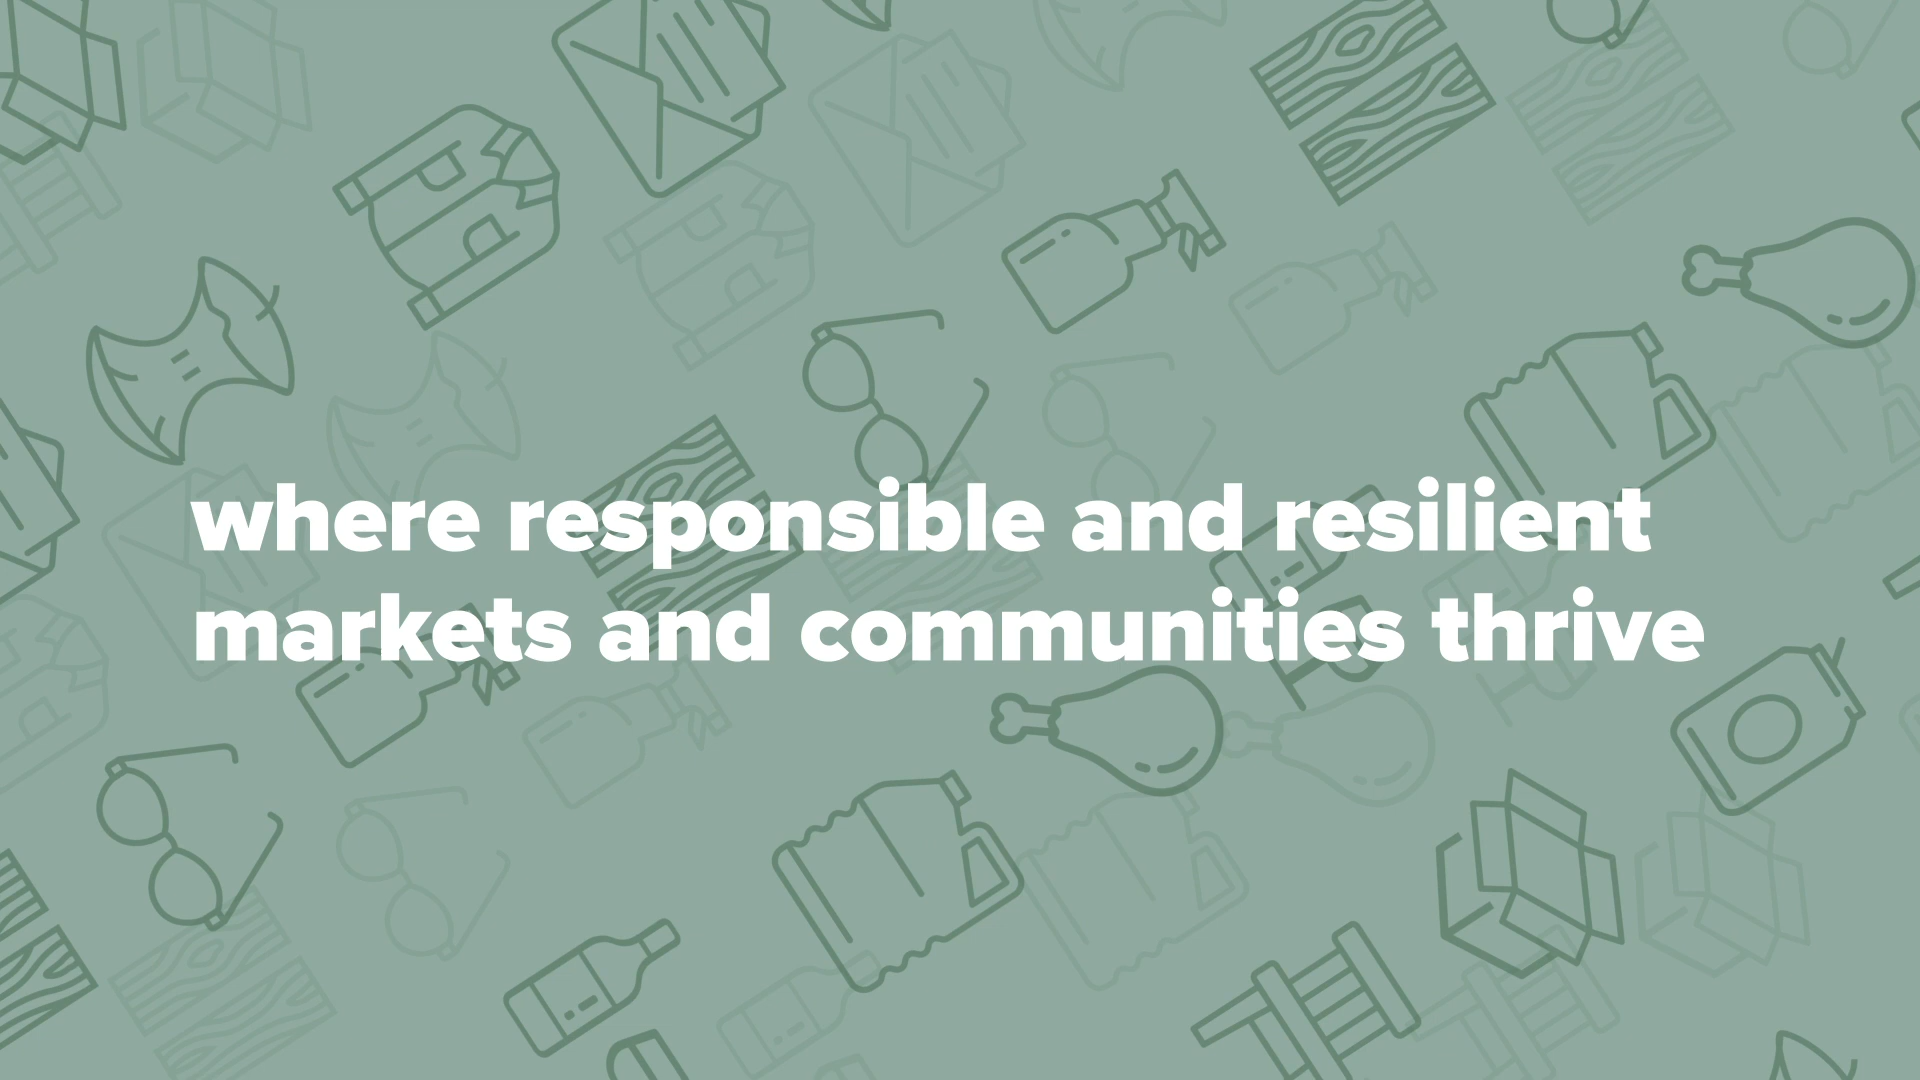 where responsible and resilient
markets and communities thrive